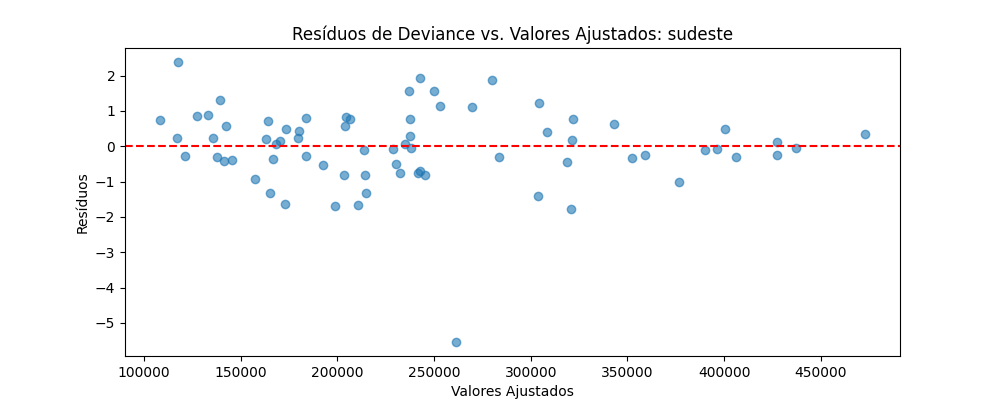 Resíduos de Deviance vs. Valores Ajustados: sudeste
Resíduos
2
1
0
−1
−2
−3
−4
−5
100000 150000 200000 250000 300000 350000 400000 450000
Valores Ajustados